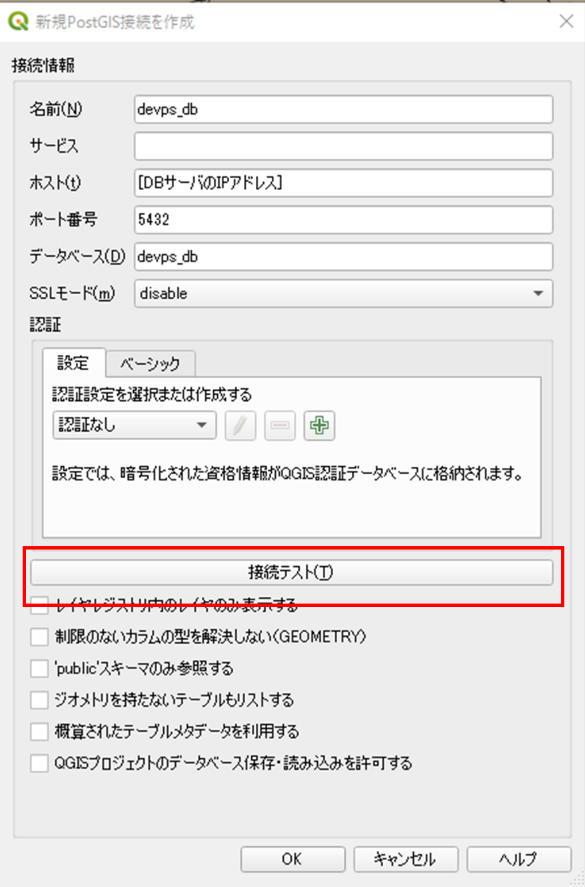 新規PostGIS接続を作成
接続情報
名前(N) devps_db
サービス
ホスト(t) [DBサーバのIPアドレス]
ポート番号 5432
データベース(D) devps_db
SSLモード(m) disable
認証
設定 ベーシック
認証設定を選択または作成する
認証なし
設定では、暗号化された資格情報がQGIS認証データベースに格納されます。
接続テスト(T)
レイヤレジストリ内のレイヤのみ表示する
制限のないカラムの型を解決しない(GEOMETRY)
'public'スキーマのみ参照する
ジオメトリを持たないテーブルもリストする
概算されたテーブルメタデータを利用する
QGISプロジェクトのデータベース保存・読み込みを許可する
OK キャンセル ヘルプ